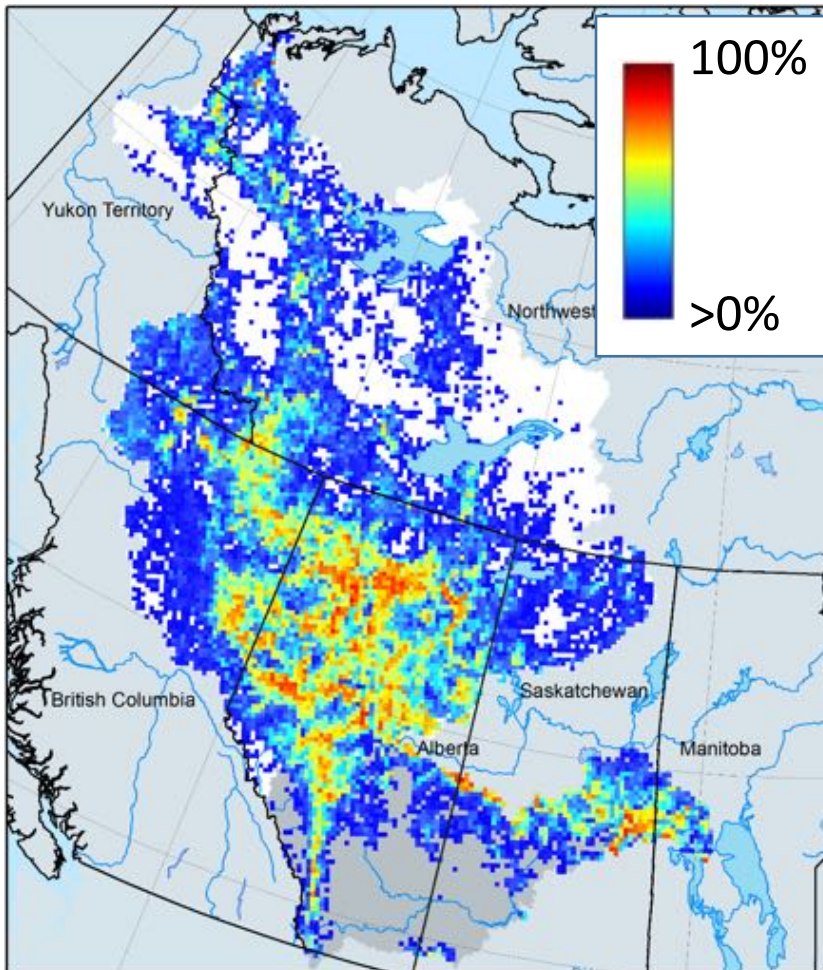 100%
>0%
Yukon Territory
Northwest
British Columbia
Alberta
Saskatchewan
Manitoba